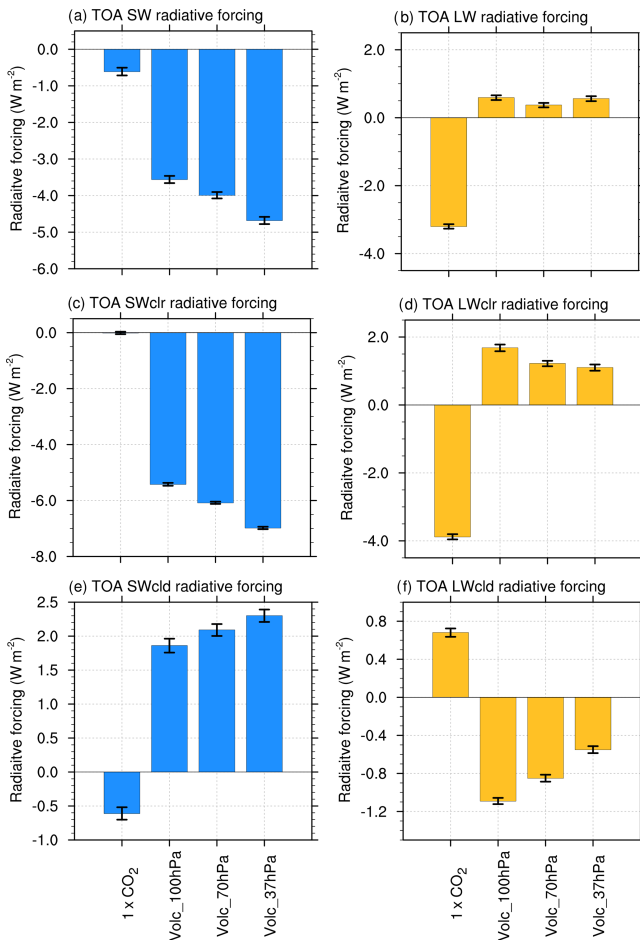 (a) TOA SW radiative forcing
Radiaitve forcing (W m⁻²)
0.0
-1.0
-2.0
-3.0
-4.0
-5.0
-6.0
(b) TOA LW radiative forcing
Radiaitve forcing (W m⁻²)
2.0
0.0
-2.0
-4.0
(c) TOA SWclr radiative forcing
Radiaitve forcing (W m⁻²)
0.0
-2.0
-4.0
-6.0
-8.0
(d) TOA LWclr radiative forcing
Radiaitve forcing (W m⁻²)
2.0
0.0
-2.0
-4.0
(e) TOA SWcld radiative forcing
Radiaitve forcing (W m⁻²)
2.5
2.0
1.5
1.0
0.5
0.0
-0.5
-1.0
1 x CO₂
Volc_100hPa
Volc_70hPa
Volc_37hPa
(f) TOA LWcld radiative forcing
Radiaitve forcing (W m⁻²)
0.8
0.4
0.0
-0.4
-0.8
-1.2
1 x CO₂
Volc_100hPa
Volc_70hPa
Volc_37hPa